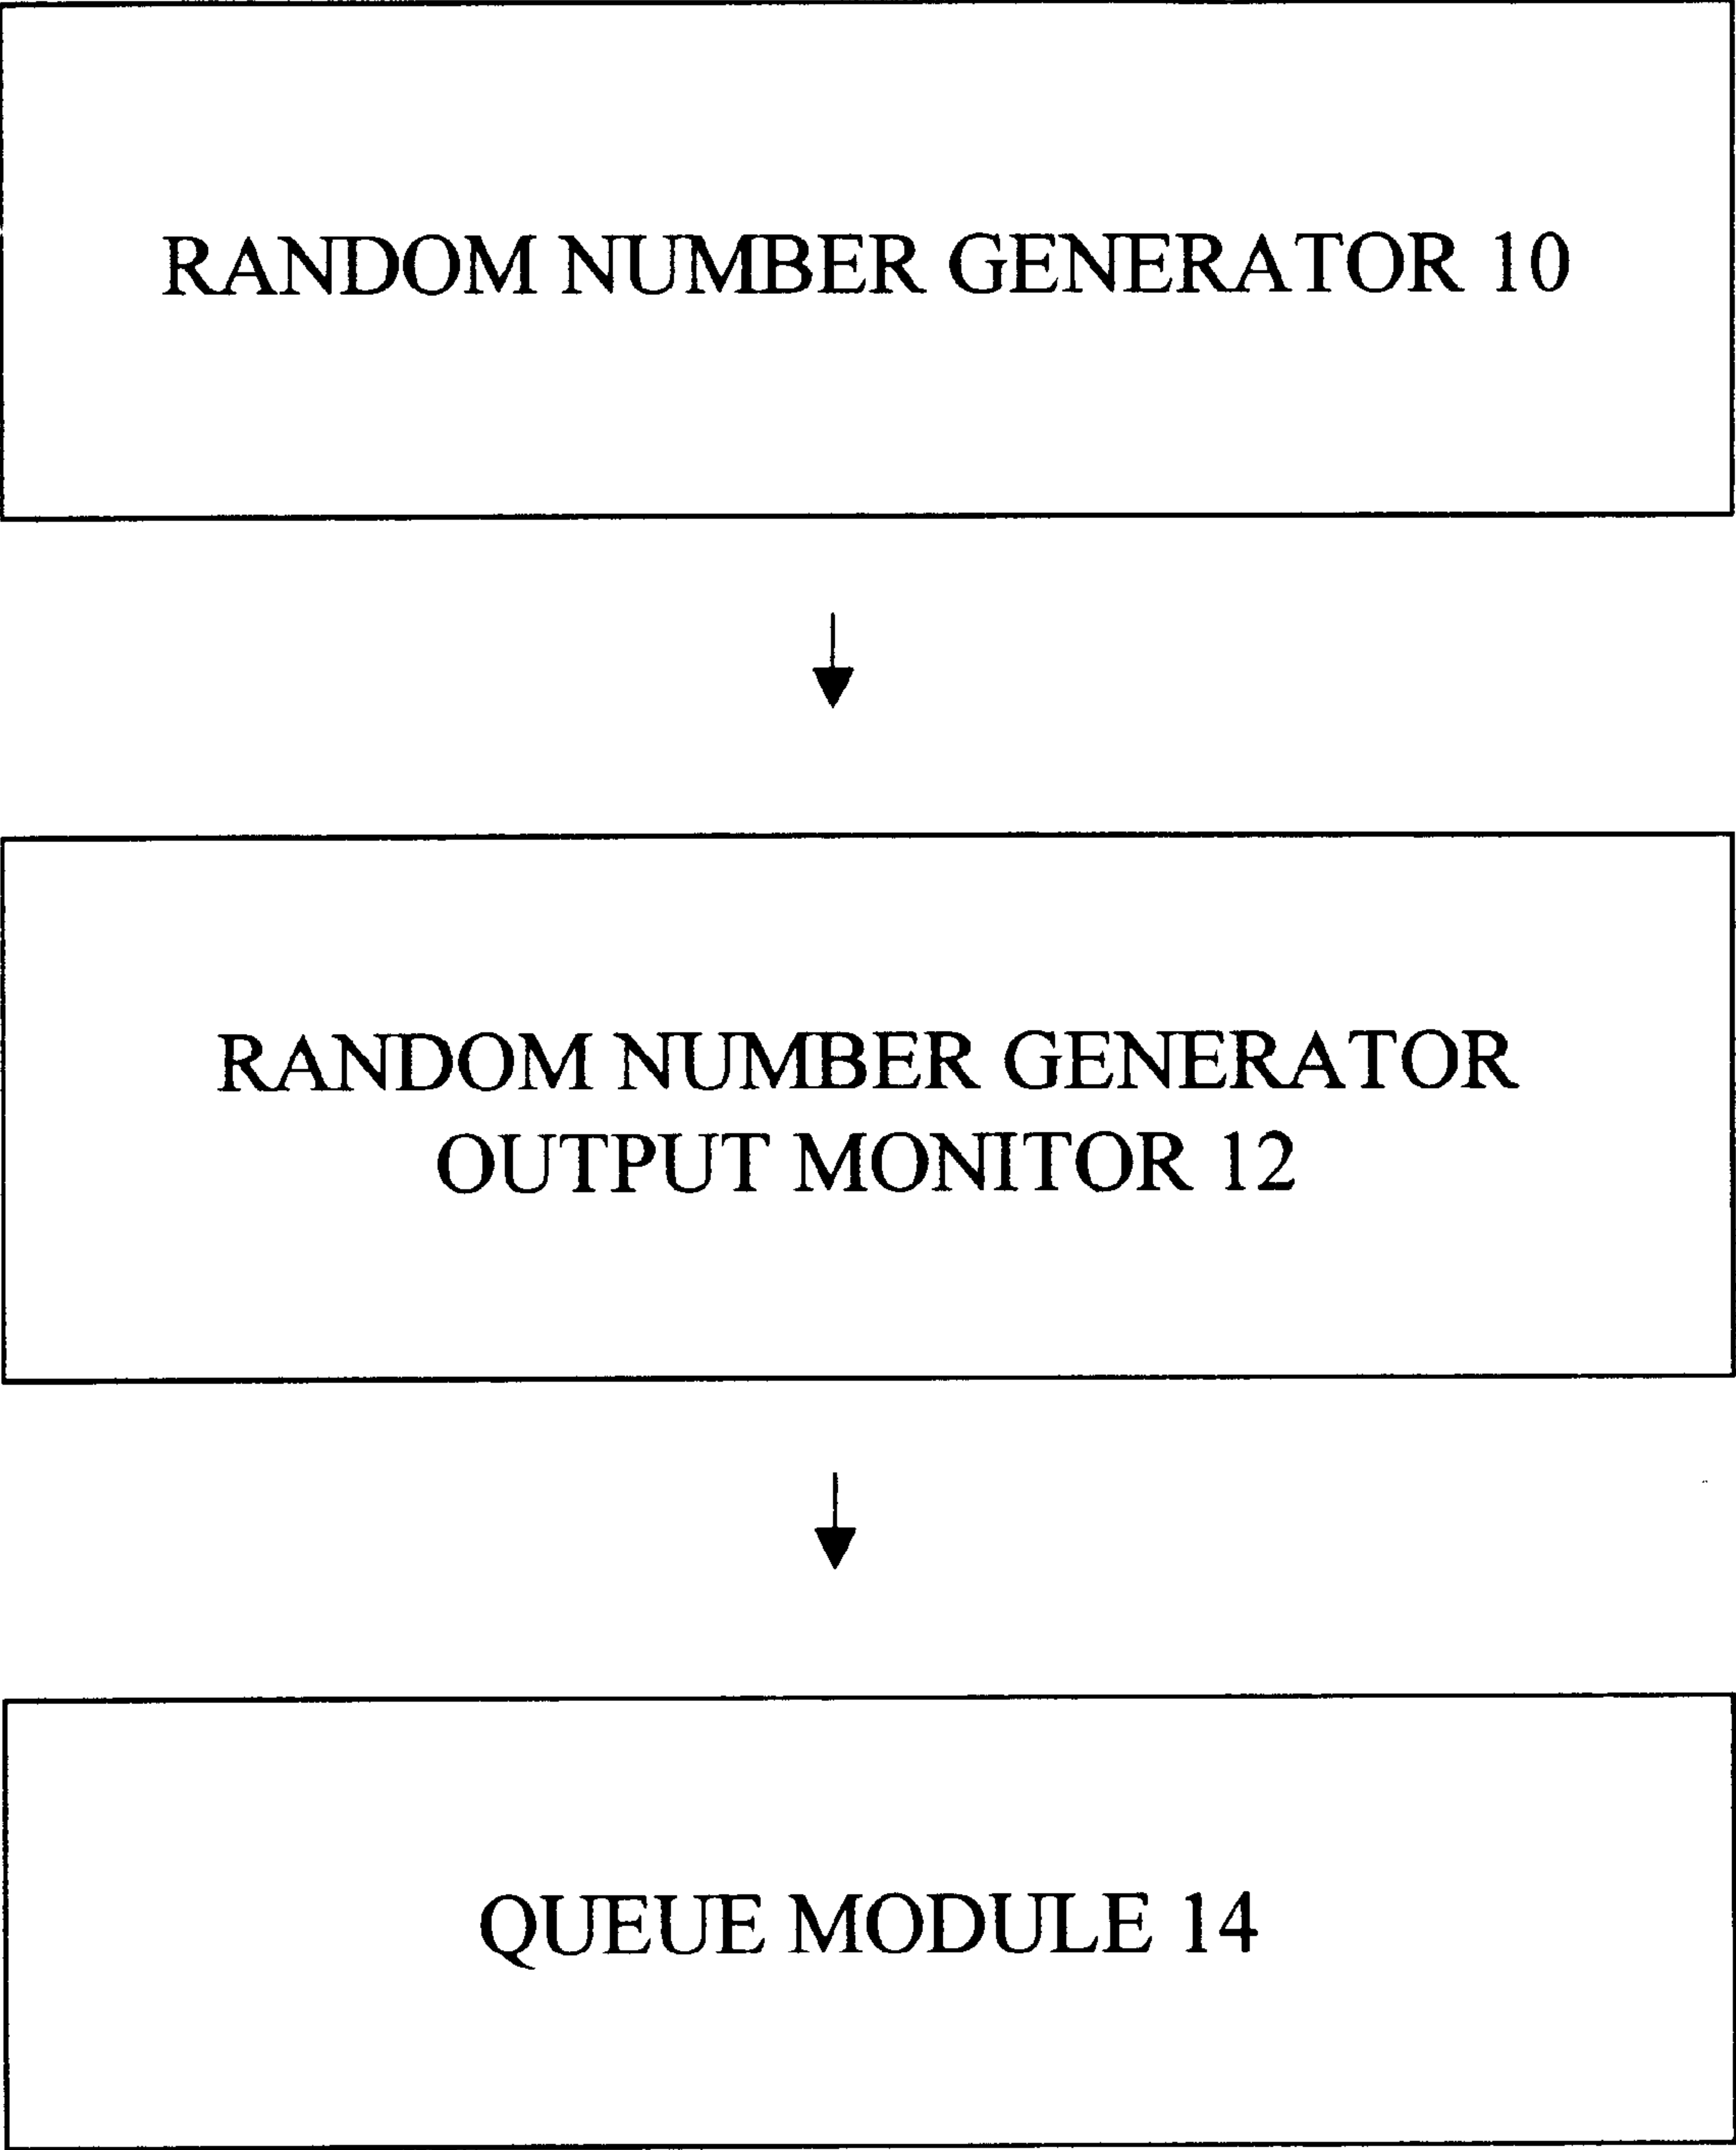 RANDOM NUMBER GENERATOR 10
RANDOM NUMBER GENERATOR
OUTPUT MONITOR 12
QUEUE MODULE 14